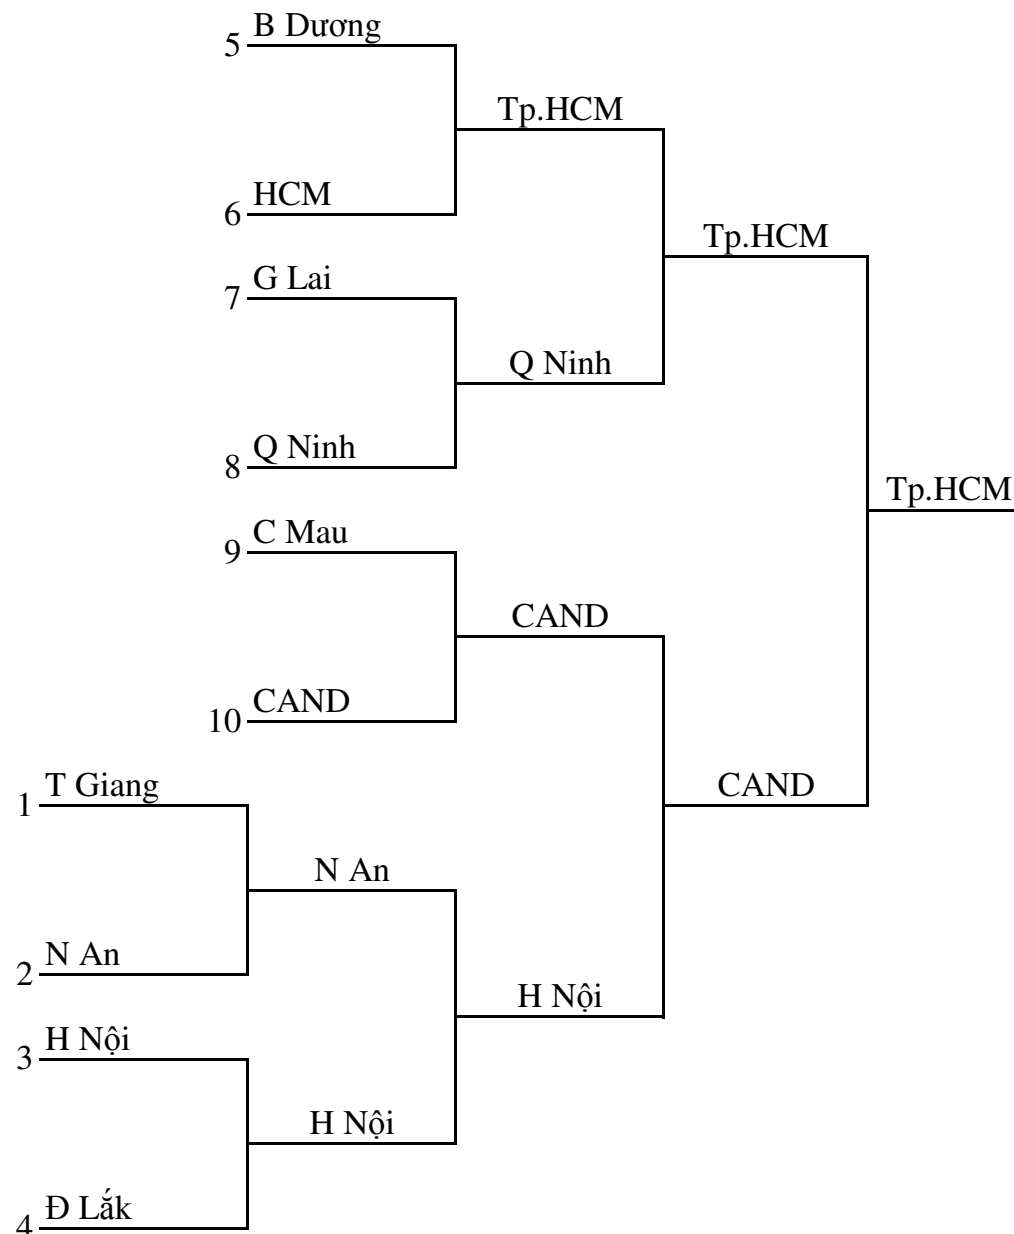 B Dương
5
Tp.HCM
HCM
6
Tp.HCM
G Lai
7
Q Ninh
Q Ninh
8
Tp.HCM
C Mau
9
CAND
CAND
10
T Giang
1
CAND
N An
N An
2
H Nội
H Nội
3
H Nội
Đ Lắk
4